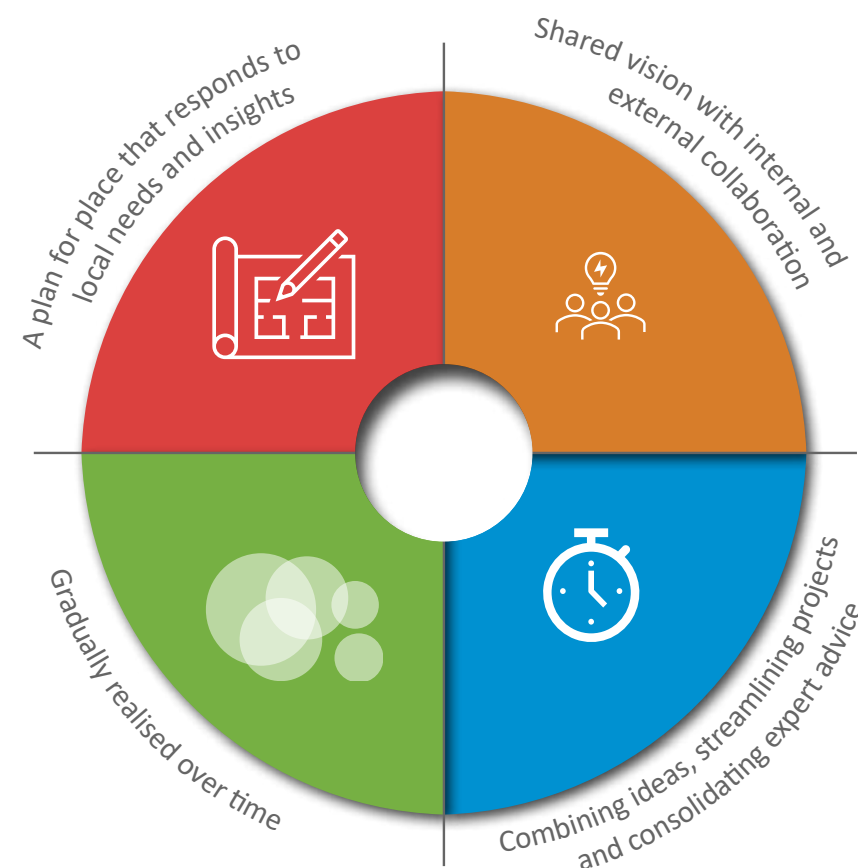 A plan for place that responds to
local needs and insights
Shared vision with internal and
external collaboration
Gradually realised over time
Combining ideas, streamlining projects
and consolidating expert advice